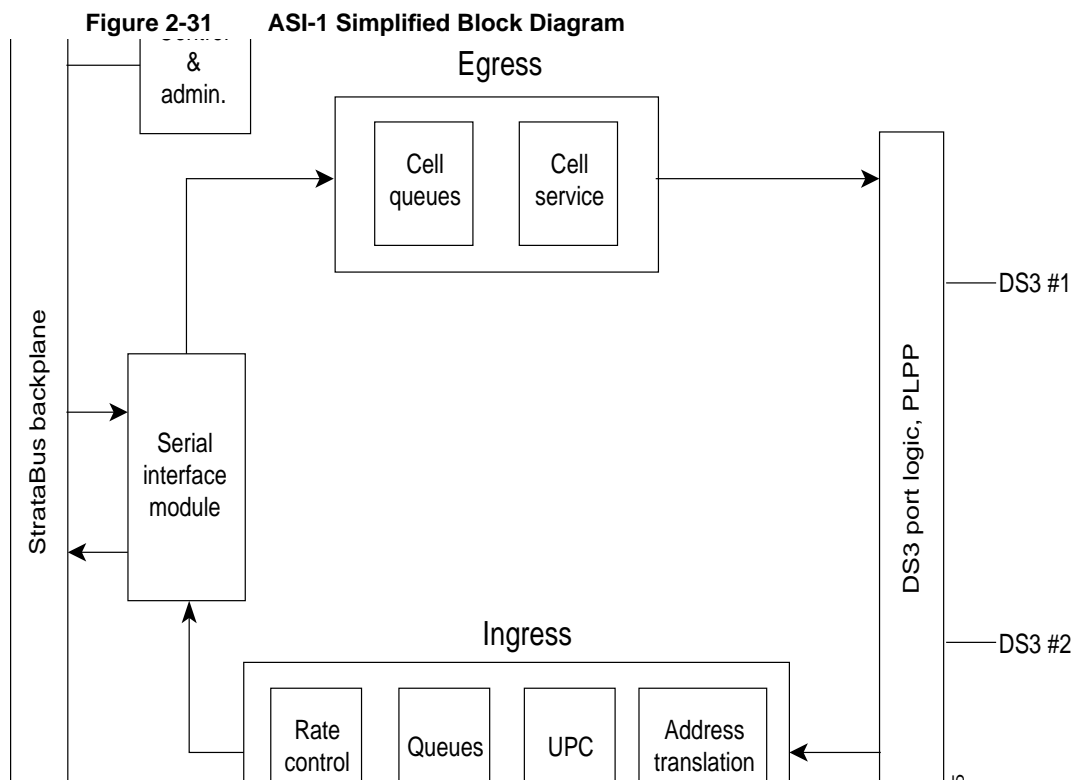 Figure 2-31 ASI-1 Simplified Block Diagram
&
admin.
Egress
Cell
queues
Cell
service
DS3 #1
StrataBus backplane
Serial
interface
module
DS3 port logic, PLPP
DS3 #2
Ingress
Rate
control
Queues
UPC
Address
translation